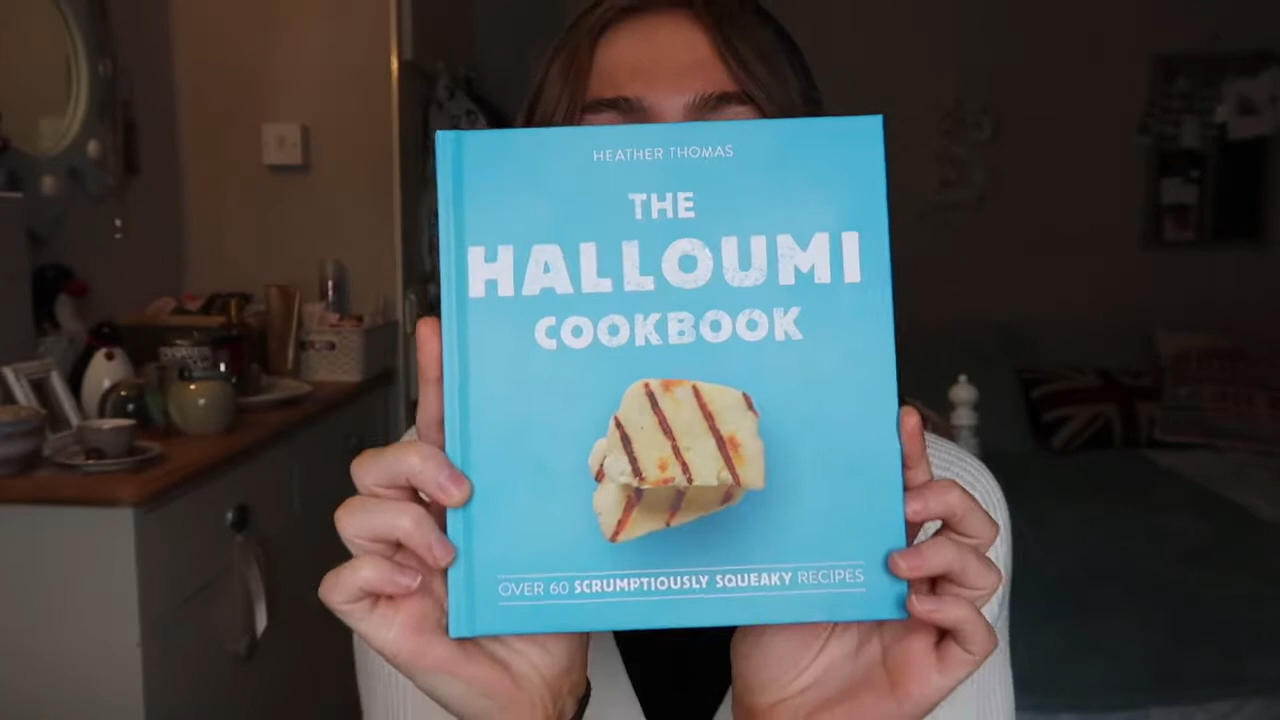 HEATHER THOMAS
THE
HALLOUMI
COOKBOOK
OVER 60 SCRUMPTIOUSLY SQUEAKY RECIPES